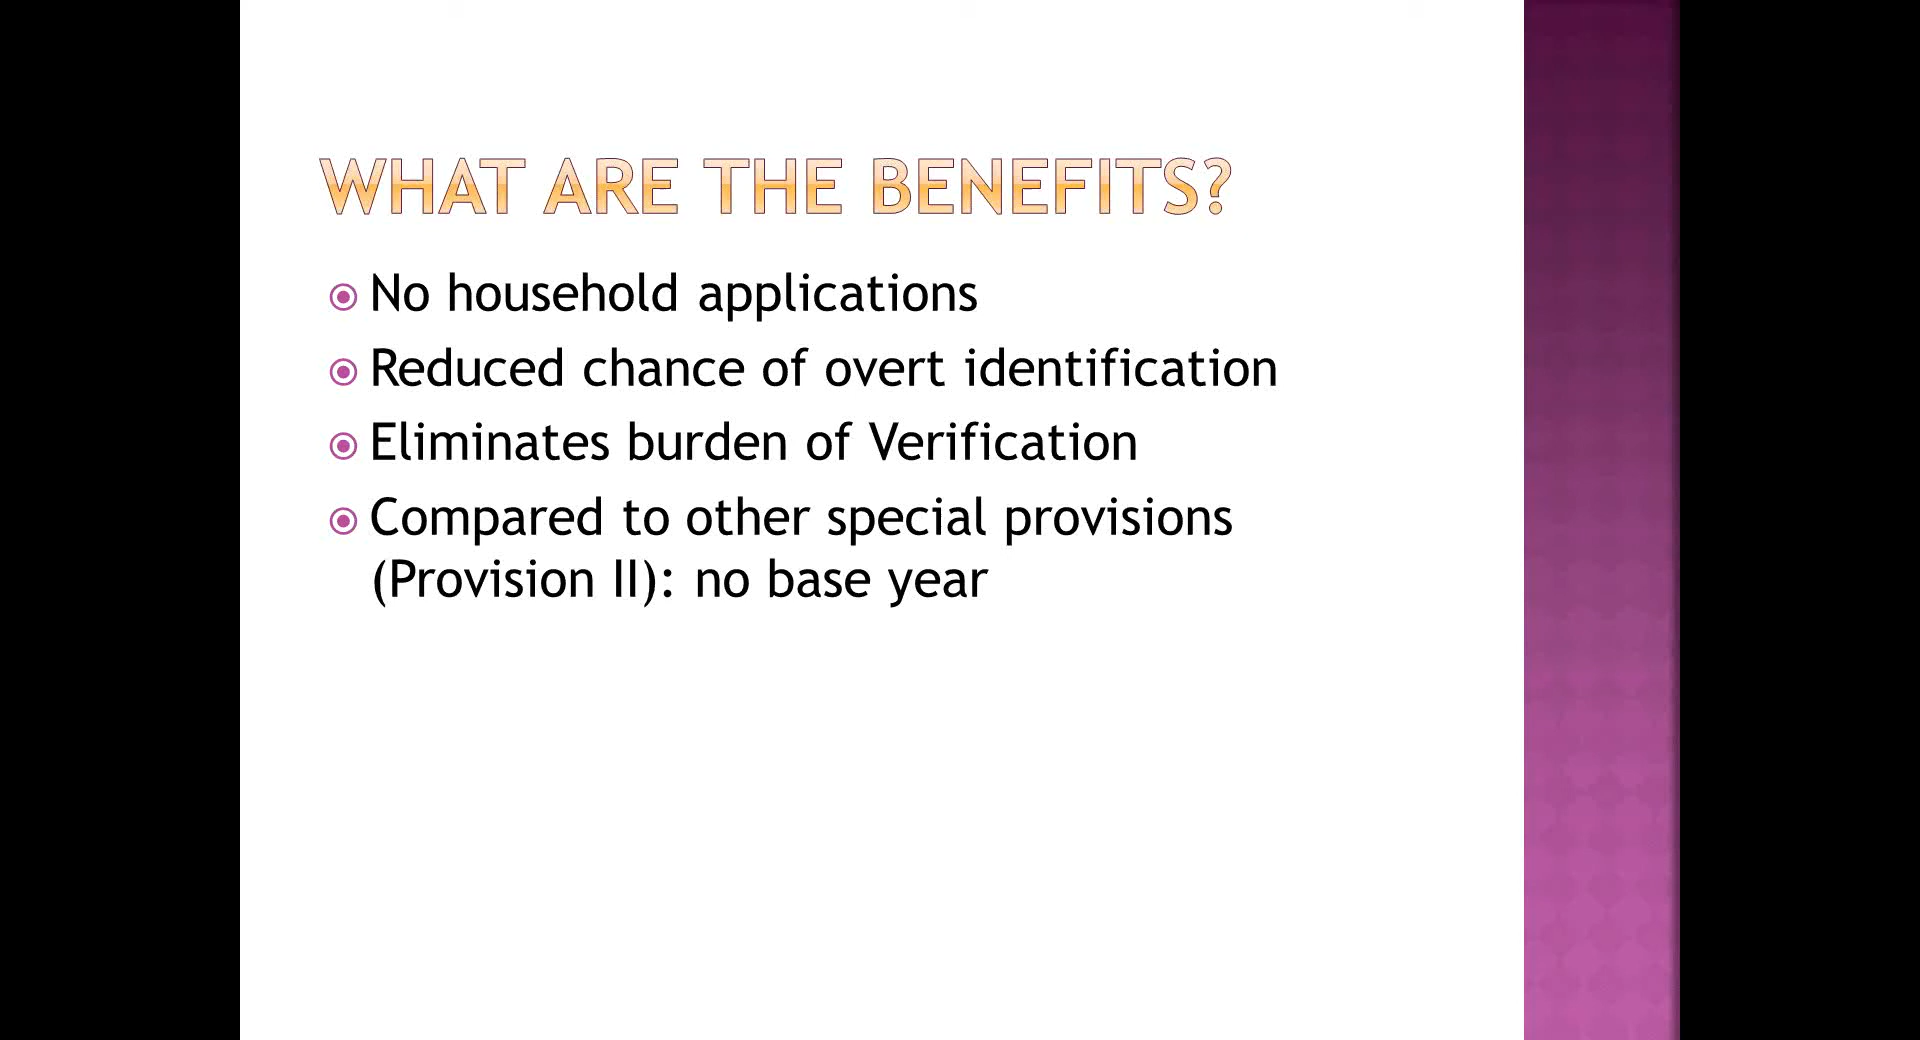 WHAT ARE THE BENEFITS?
No household applications
Reduced chance of overt identification
Eliminates burden of Verification
Compared to other special provisions
(Provision II): no base year